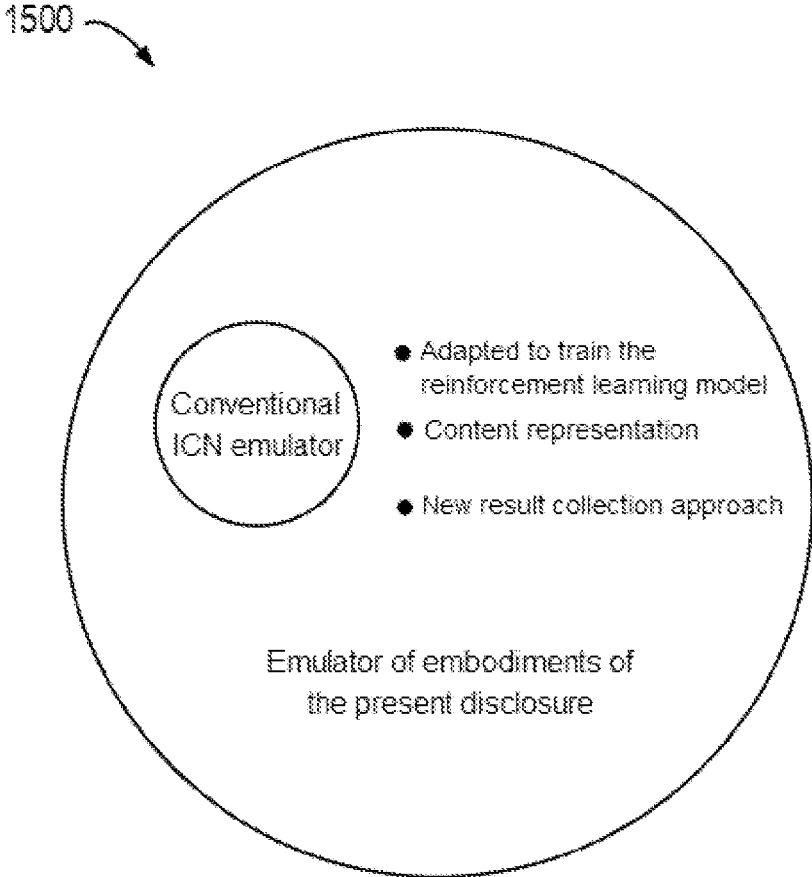 1500
Conventional
ICN emulator
● Adapted to train the
reinforcement learning model
● Content representation
● New result collection approach
Emulator of embodiments of
the present disclosure